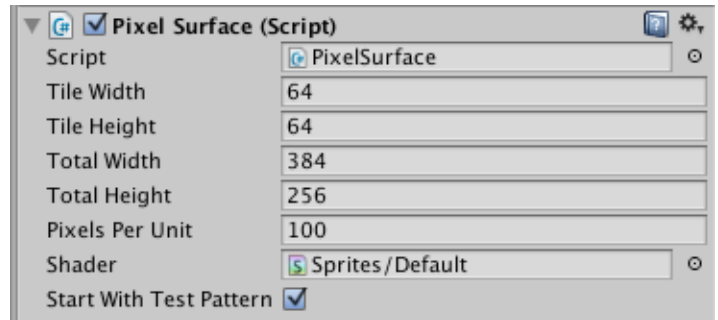 Pixel Surface (Script)
Script PixelSurface
Tile Width 64
Tile Height 64
Total Width 384
Total Height 256
Pixels Per Unit 100
Shader Sprites/Default
Start With Test Pattern